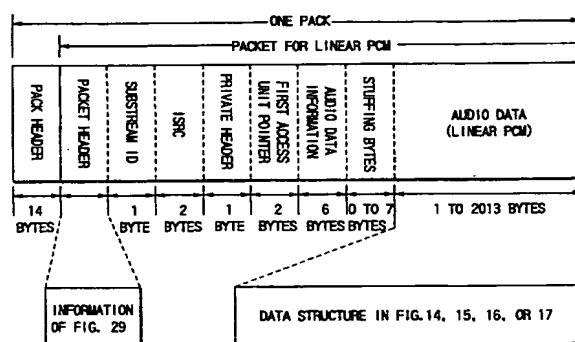 ONE PACK
PACKET FOR LINEAR PCM
PACK HEADER
PACKET HEADER
SUBSTREAM ID
ISRC
PRIVATE HEADER
FIRST ACCESS
UNIT POINTER
AUDIO DATA
INFORMATION
STUFFING BYTES
AUDIO DATA
(LINEAR PCM)
14 1 2 1 2 6 0 TO 7 1 TO 2013 BYTES
BYTES BYTE BYTES BYTE BYTES BYTES BYTES
INFORMATION
OF FIG. 29
DATA STRUCTURE IN FIG.14, 15, 16, OR 17